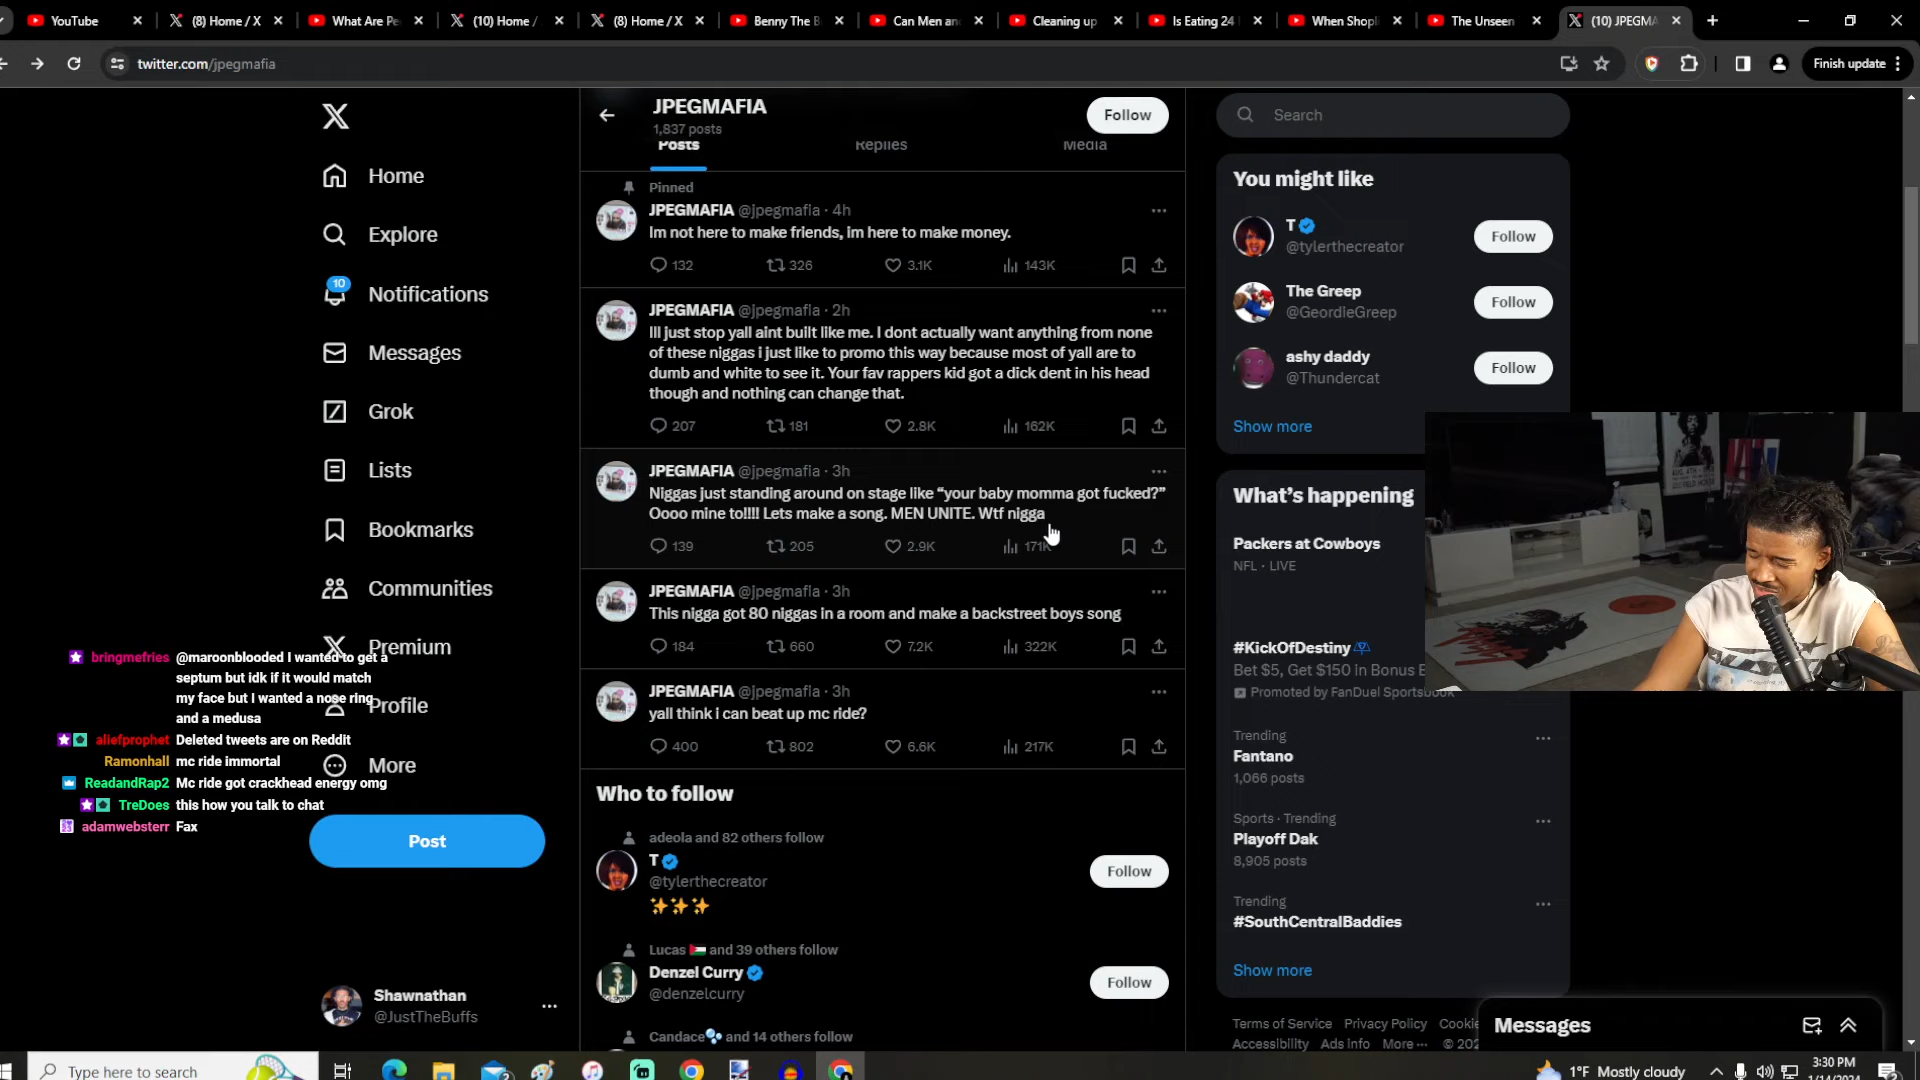 YouTube
(8) Home / X
What Are Pe
(10) Home /
(8) Home / X
Benny The B
Can Men an
Cleaning up
Is Eating 24
When Shopl
The Unseen
(10) JPEGMA
twitter.com/jpegmafia
Finish update
JPEGMAFIA
1,837 posts
Follow
Posts
Replies
Media
Home
Explore
10
Notifications
Messages
Grok
Lists
Bookmarks
Communities
Premium
Profile
More
Post
Shawnathan
@JustTheBuffs
Pinned
JPEGMAFIA @jpegmafia · 4h
Im not here to make friends, im here to make money.
132 326 3.1K 143K
JPEGMAFIA @jpegmafia · 2h
Ill just stop yall aint built like me. I dont actually want anything from none
of these niggas i just like to promo this way because most of yall are to
dumb and white to see it. Your fav rappers kid got a dick dent in his head
though and nothing can change that.
207 181 2.8K 162K
JPEGMAFIA @jpegmafia · 3h
Niggas just standing around on stage like “your baby momma got fucked?”
Oooo mine to!!!! Lets make a song. MEN UNITE. Wtf nigga
139 205 2.9K 171K
JPEGMAFIA @jpegmafia · 3h
This nigga got 80 niggas in a room and make a backstreet boys song
184 660 7.2K 322K
JPEGMAFIA @jpegmafia · 3h
yall think i can beat up mc ride?
400 802 6.6K 217K
Who to follow
adeola and 82 others follow
T
@tylerthecreator
Follow
Lucas and 39 others follow
Denzel Curry
@denzelcurry
Follow
Candace and 14 others follow
Search
You might like
T
@tylerthecreator
Follow
The Greep
@GeordieGreep
Follow
ashy daddy
@Thundercat
Follow
Show more
What’s happening
Packers at Cowboys
NFL · LIVE
#KickOfDestiny
Bet $5, Get $150 in Bonus B
Promoted by FanDuel Sportsbook
Trending
Fantano
1,066 posts
Sports · Trending
Playoff Dak
8,905 posts
Trending
#SouthCentralBaddies
Show more
Terms of Service Privacy Policy Cookie
Accessibility Ads info More © 202
Messages
bringmefries @maroonblooded I wanted to get a
septum but idk if it would match
my face but I wanted a nose ring
and a medusa
aliefprophet Deleted tweets are on Reddit
Ramonhall mc ride immortal
ReadandRap2 Mc ride got crackhead energy omg
TreDoes this how you talk to chat
adamwebsterr Fax
Type here to search
1°F Mostly cloudy
3:30 PM
1/14/2024